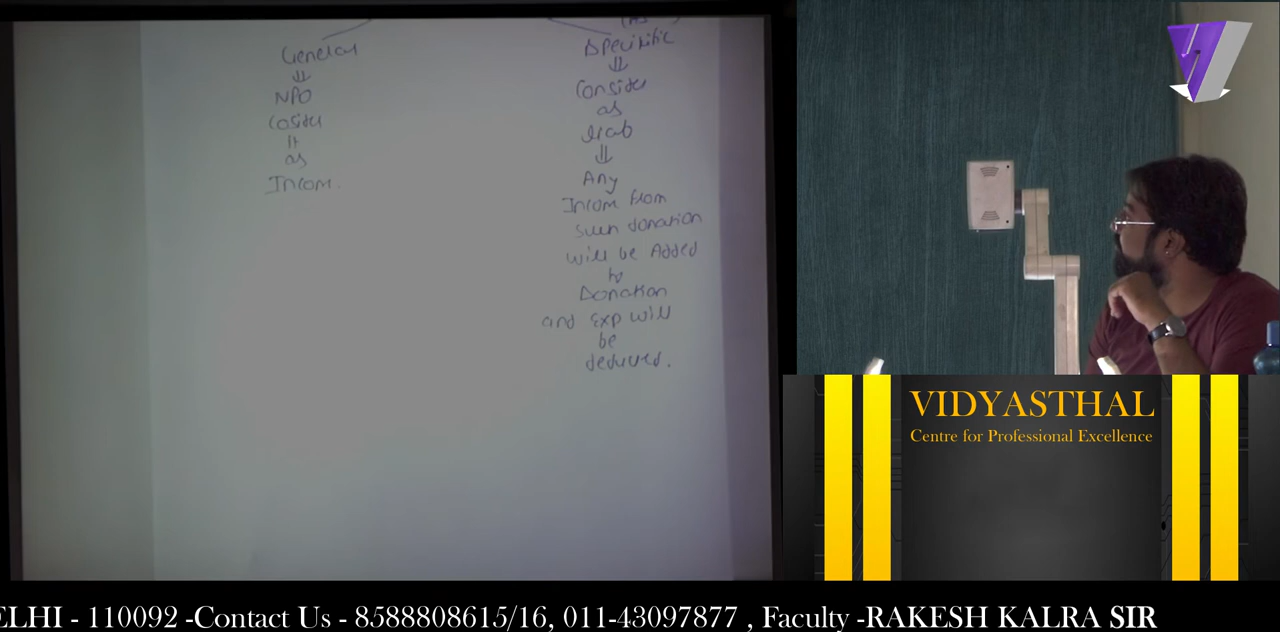 General
⇓
NPO
Cosider
it
as
Incom.
Specific
⇓
Consider
as
liab
⇓
Any
Incom from
such donation
will be Added
to
Donation
and Exp will
be
deducted.
VIDYASTHAL
Centre for Professional Excellence
ELHI - 110092 -Contact Us - 8588808615/16, 011-43097877 , Faculty -RAKESH KALRA SIR